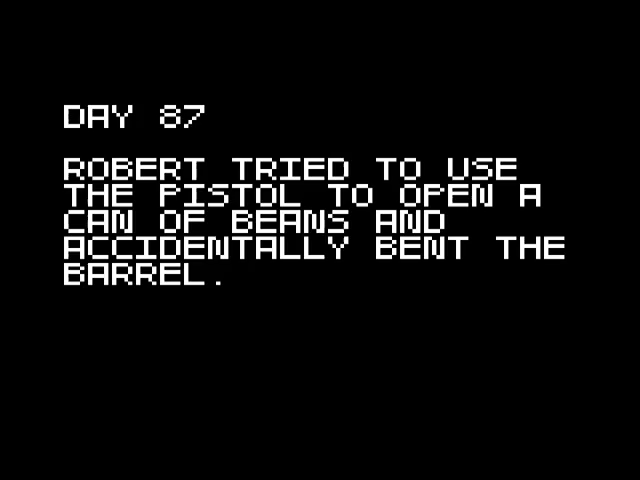 DAY 87
ROBERT TRIED TO USE
THE PISTOL TO OPEN A
CAN OF BEANS AND
ACCIDENTALLY BENT THE
BARREL.